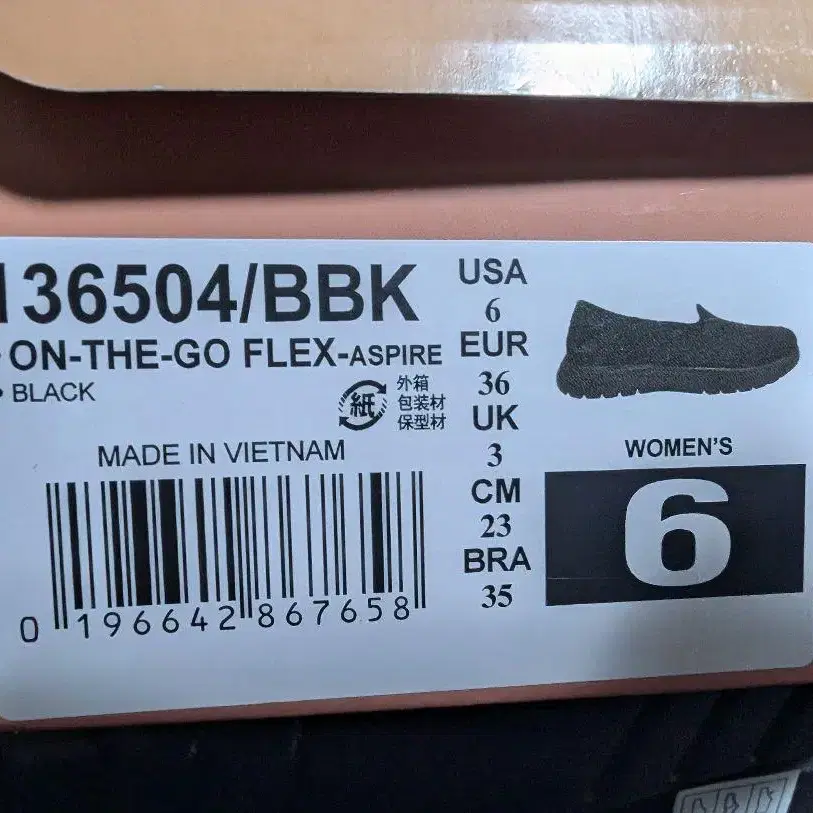 136504/BBK
• ON-THE-GO FLEX-ASPIRE
• BLACK
紙
外箱
包装材
保型材
MADE IN VIETNAM
0 196642 867658
USA
6
EUR
36
UK
3
CM
23
BRA
35
WOMEN'S
6